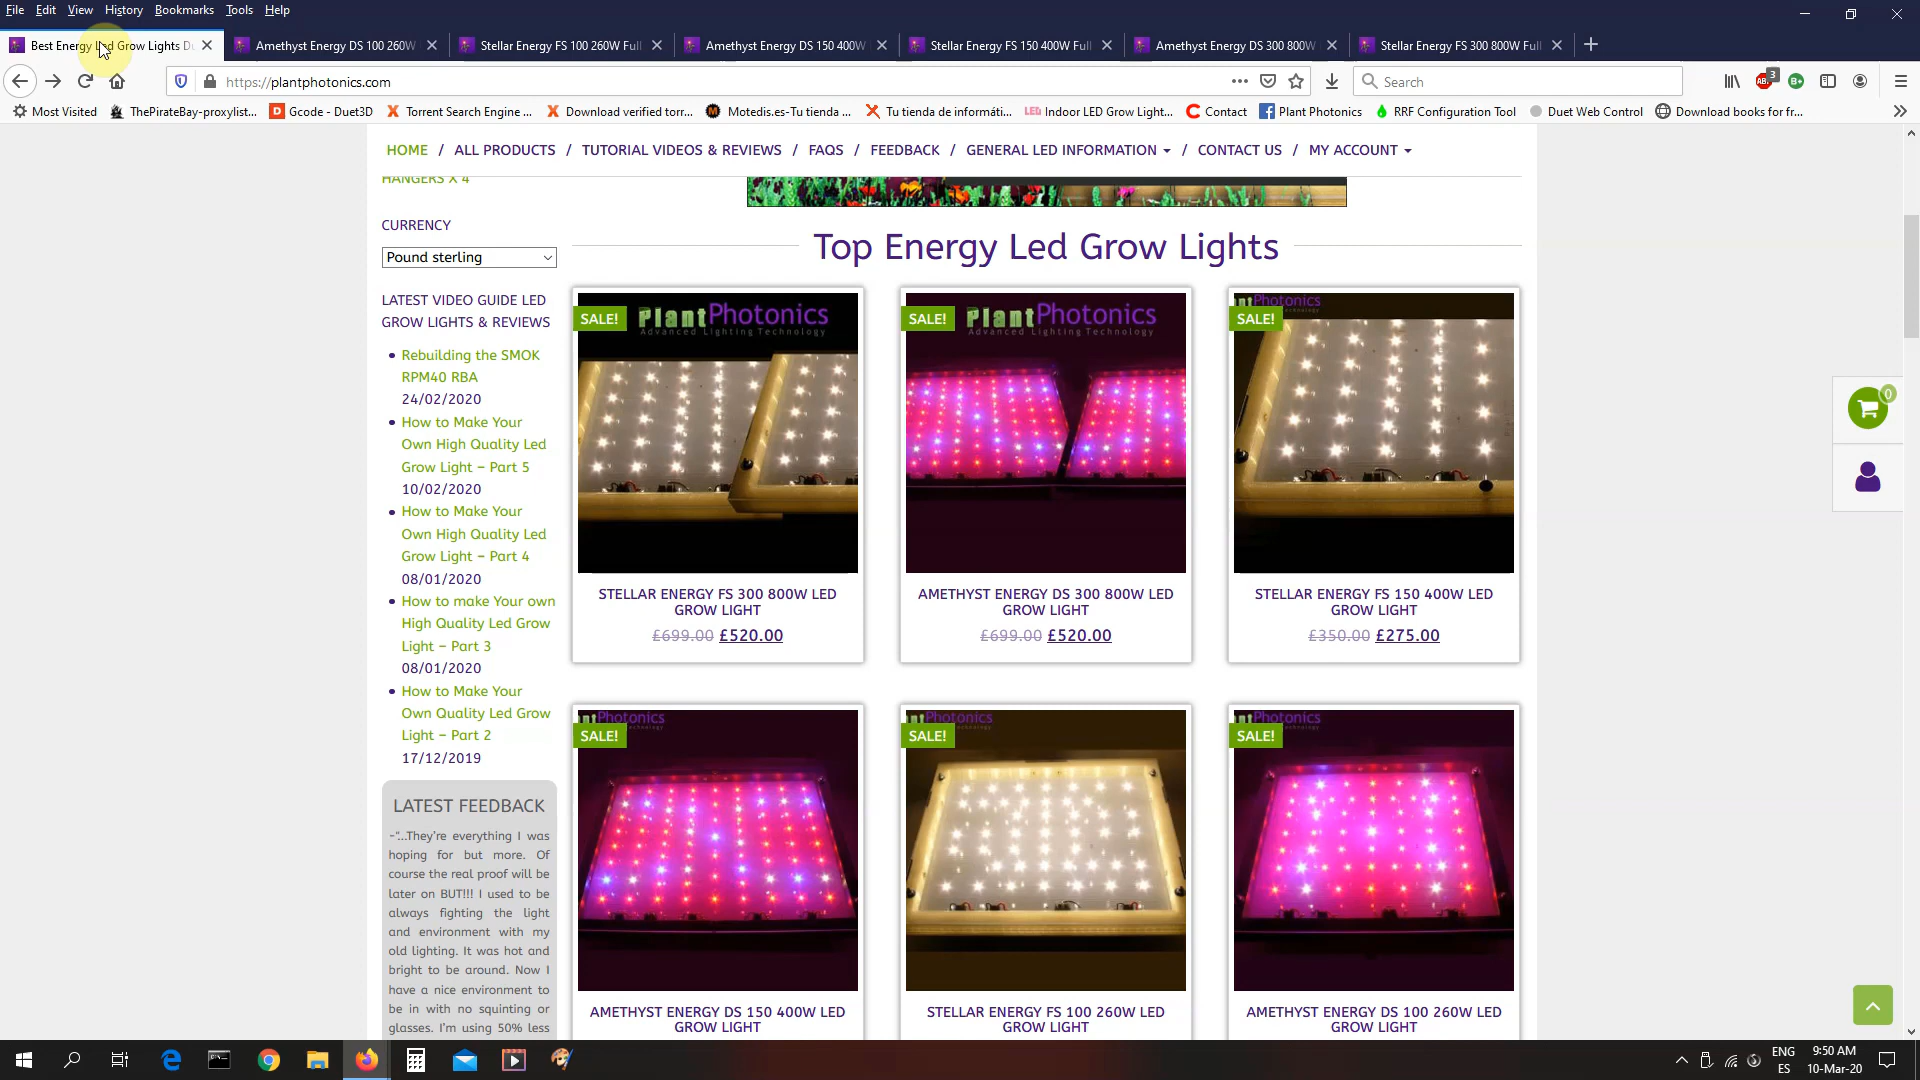 File Edit View History Bookmarks Tools Help
Best Energy Led Grow Lights D
Amethyst Energy DS 100 260W
Stellar Energy FS 100 260W Full
Amethyst Energy DS 150 400W
Stellar Energy FS 150 400W Full
Amethyst Energy DS 300 800W
Stellar Energy FS 300 800W Full
https://plantphotonics.com
Search
3
Most Visited
ThePirateBay-proxylist...
Gcode - Duet3D
Torrent Search Engine ...
Download verified torr...
Motedis.es-Tu tienda ...
Tu tienda de informáti...
Indoor LED Grow Light...
Contact
Plant Photonics
RRF Configuration Tool
Duet Web Control
Download books for fr...
HOME / ALL PRODUCTS / TUTORIAL VIDEOS & REVIEWS / FAQS / FEEDBACK / GENERAL LED INFORMATION / CONTACT US / MY ACCOUNT
HANGERS X 4
CURRENCY
Pound sterling
LATEST VIDEO GUIDE LED
GROW LIGHTS & REVIEWS
Rebuilding the SMOK
RPM40 RBA
24/02/2020
How to Make Your
Own High Quality Led
Grow Light – Part 5
10/02/2020
How to Make Your
Own High Quality Led
Grow Light – Part 4
08/01/2020
How to make Your own
High Quality Led Grow
Light – Part 3
08/01/2020
How to Make Your
Own Quality Led Grow
Light – Part 2
17/12/2019
LATEST FEEDBACK
-"...They're everything I was
hoping for but more. Of
course the real proof will be
later on BUT!!! I used to be
always fighting the light
and environment with my
old lighting. It was hot and
bright to be around. Now I
have a nice environment to
be in with no squinting or
glasses. I'm using 50% less
Top Energy Led Grow Lights
SALE!
PlantPhotonics
Advanced Lighting Technology
STELLAR ENERGY FS 300 800W LED
GROW LIGHT
£699.00 £520.00
SALE!
PlantPhotonics
Advanced Lighting Technology
AMETHYST ENERGY DS 300 800W LED
GROW LIGHT
£699.00 £520.00
SALE!
ntPhotonics
STELLAR ENERGY FS 150 400W LED
GROW LIGHT
£350.00 £275.00
SALE!
ntPhotonics
AMETHYST ENERGY DS 150 400W LED
GROW LIGHT
SALE!
ntPhotonics
STELLAR ENERGY FS 100 260W LED
GROW LIGHT
SALE!
ntPhotonics
AMETHYST ENERGY DS 100 260W LED
GROW LIGHT
0
ENG
ES
9:50 AM
10-Mar-20